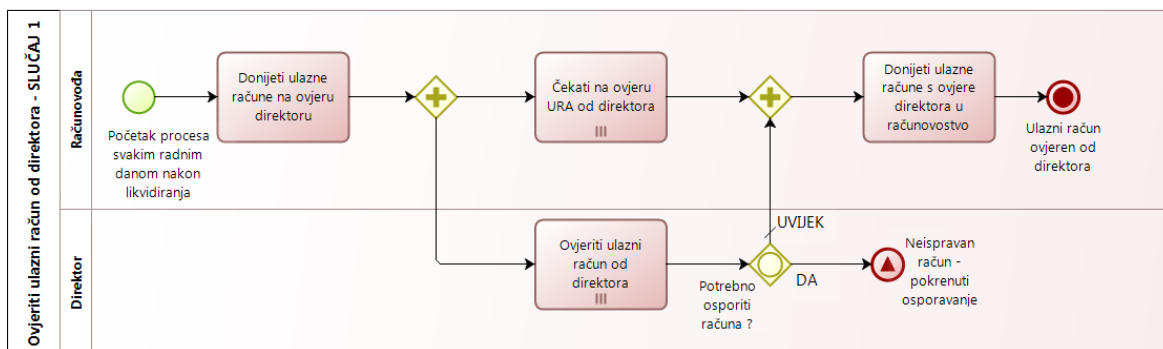 Ovjeriti ulazni račun od direktora - SLUČAJ 1
Računovođa
Početak procesa
svakim radnim
danom nakon
likvidiranja
Donijeti ulazne
račune na ovjeru
direktoru
Čekati na ovjeru
URA od direktora
Donijeti ulazne
račune s ovjere
direktora u
računovostvo
Ulazni račun
ovjeren od
direktora
Direktor
Ovjeriti ulazni
račun od
direktora
Potrebno
osporiti
računa ?
UVIJEK
DA
Neispravan
račun -
pokrenuti
osporavanje